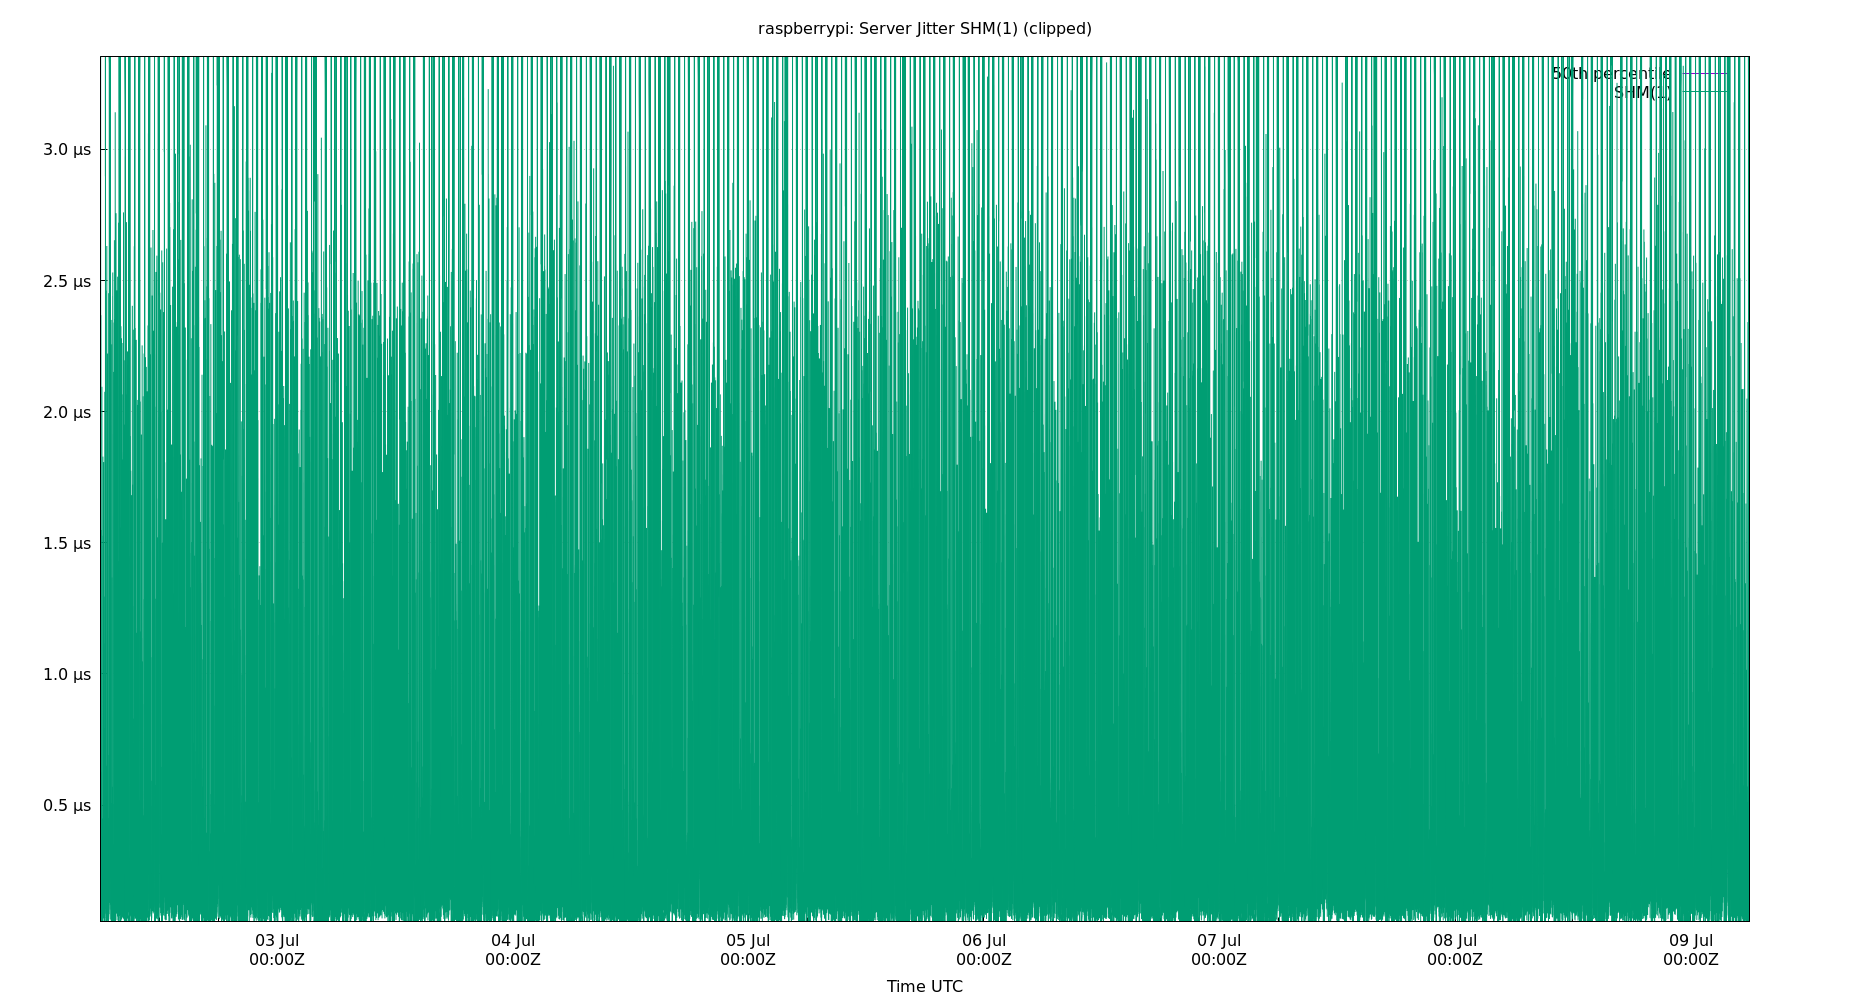 raspberrypi: Server Jitter SHM(1) (clipped)
50th percentile
SHM(1)
3.0 µs
2.5 µs
2.0 µs
1.5 µs
1.0 µs
0.5 µs
03 Jul 04 Jul 05 Jul 06 Jul 07 Jul 08 Jul 09 Jul
00:00Z 00:00Z 00:00Z 00:00Z 00:00Z 00:00Z 00:00Z
Time UTC